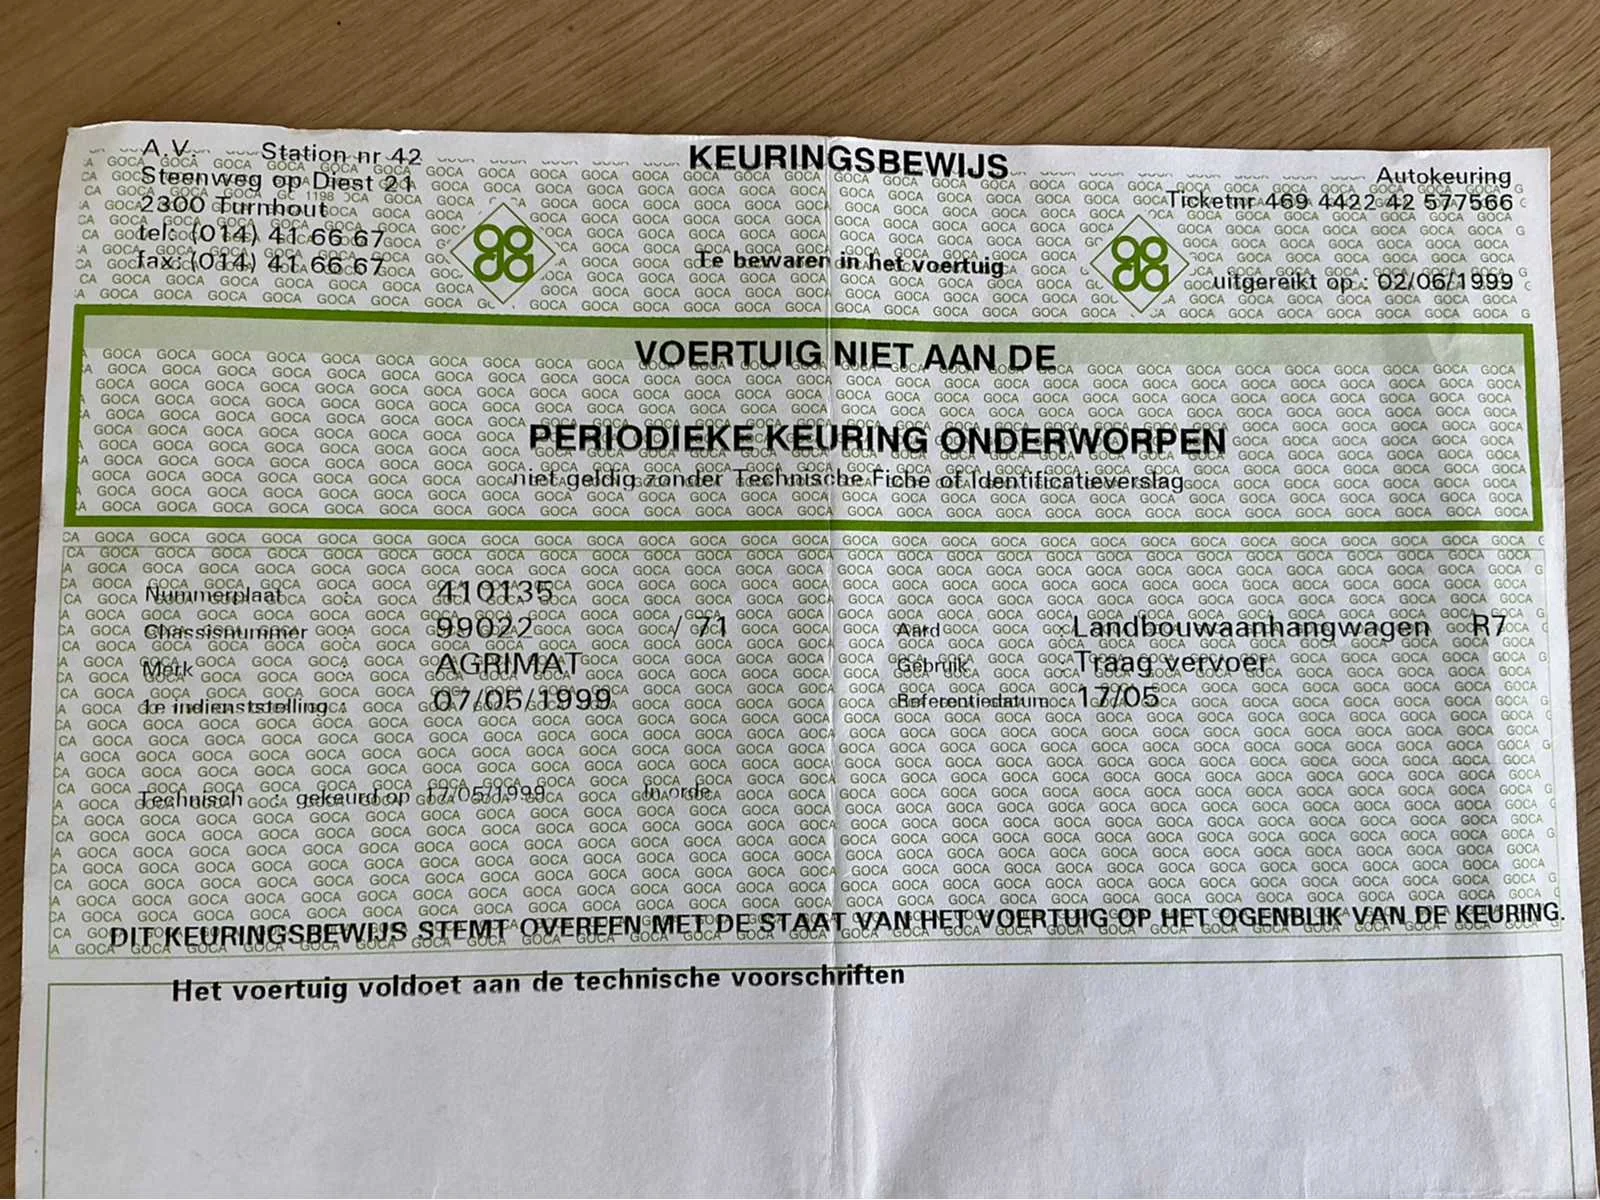 A.V. Station nr 42
Steenweg op Diest 21
2300 Turnhout
tel: (014) 41 66 67
fax: (014) 41 66 67
GC 1198
KEURINGSBEWIJS
Te bewaren in het voertuig
Autokeuring
Ticketnr 469 4422 42 577566
uitgereikt op : 02/06/1999
VOERTUIG NIET AAN DE
PERIODIEKE KEURING ONDERWORPEN
niet geldig zonder Technische Fiche of Identificatieverslag
Nummerplaat : 410135
Chassisnummer : 99022 / 71 Aard : Landbouwaanhangwagen R7
Merk : AGRIMAT Gebruik : Traag vervoer
1e indienststelling : 07/05/1999 Referentiedatum : 17/05
Technisch : gekeurd op 17/05/1999 In orde
DIT KEURINGSBEWIJS STEMT OVEREEN MET DE STAAT VAN HET VOERTUIG OP HET OGENBLIK VAN DE KEURING.
Het voertuig voldoet aan de technische voorschriften